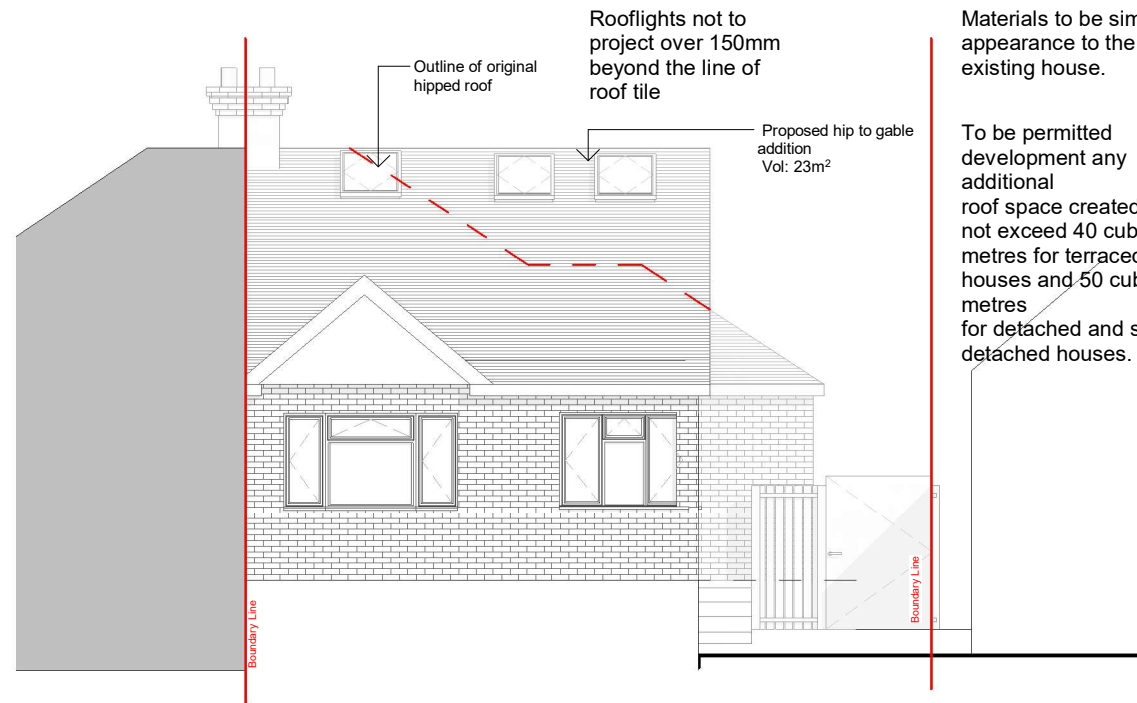 Rooflights not to
project over 150mm
beyond the line of
roof tile
Outline of original
hipped roof
Proposed hip to gable
addition
Vol: 23m²
Materials to be sim
appearance to the
existing house.
To be permitted
development any
additional
roof space created
not exceed 40 cub
metres for terraced
houses and 50 cub
metres
for detached and s
detached houses.
Boundary Line
Boundary Line